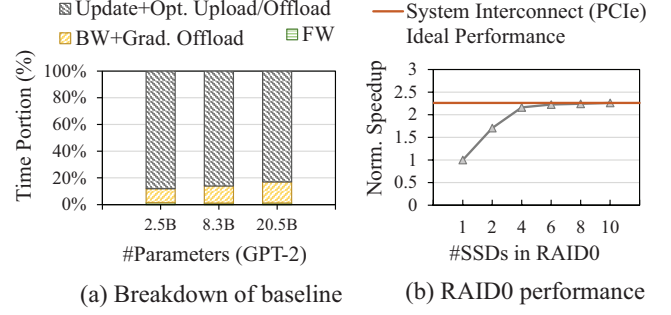 Update+Opt. Upload/Offload
BW+Grad. Offload
FW
100%
80%
60%
40%
20%
0%
Time Portion (%)
2.5B
8.3B
20.5B
#Parameters (GPT-2)
(a) Breakdown of baseline
System Interconnect (PCIe)
Ideal Performance
3
2.5
2
1.5
1
0.5
0
Norm. Speedup
1
2
4
6
8
10
#SSDs in RAID0
(b) RAID0 performance